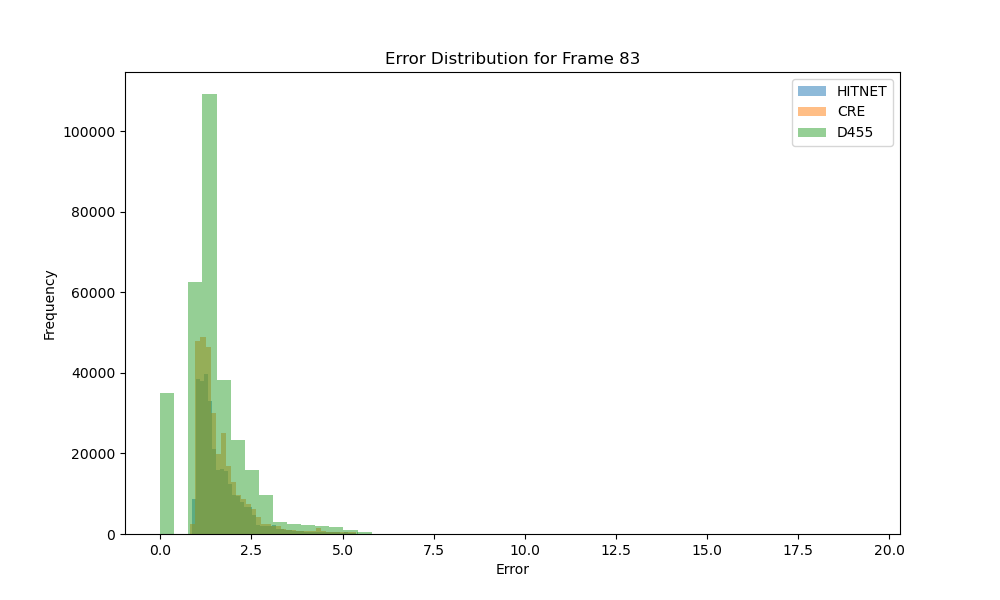 Error Distribution for Frame 83
HITNET
CRE
D455
100000
80000
60000
40000
20000
0
Frequency
0.0 2.5 5.0 7.5 10.0 12.5 15.0 17.5 20.0
Error